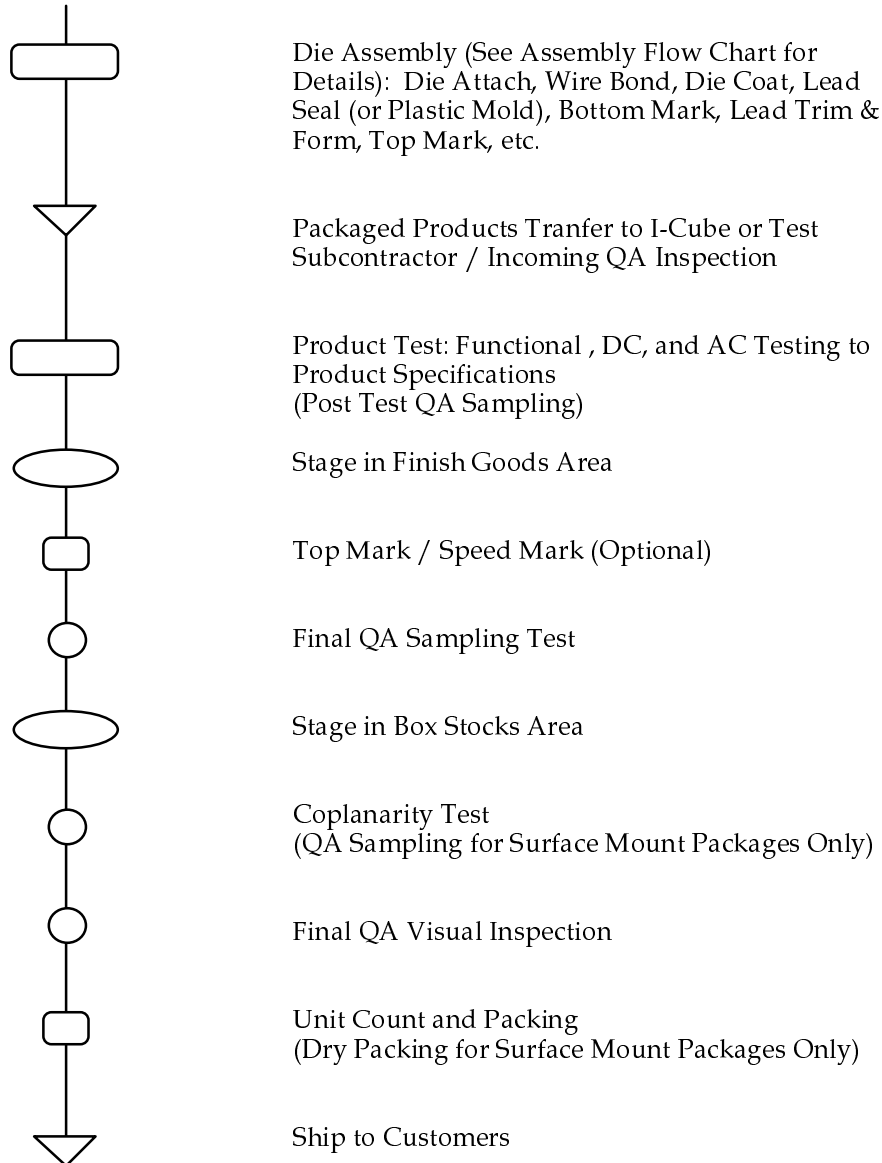 Die Assembly (See Assembly Flow Chart for
Details):  Die Attach, Wire Bond, Die Coat, Lead
Seal (or Plastic Mold), Bottom Mark, Lead Trim &
Form, Top Mark, etc.
Packaged Products Tranfer to I-Cube or Test
Subcontractor / Incoming QA Inspection
Product Test: Functional , DC, and AC Testing to
Product Specifications
(Post Test QA Sampling)
Stage in Finish Goods Area
Top Mark / Speed Mark (Optional)
Final QA Sampling Test
Stage in Box Stocks Area
Coplanarity Test
(QA Sampling for Surface Mount Packages Only)
Final QA Visual Inspection
Unit Count and Packing
(Dry Packing for Surface Mount Packages Only)
Ship to Customers